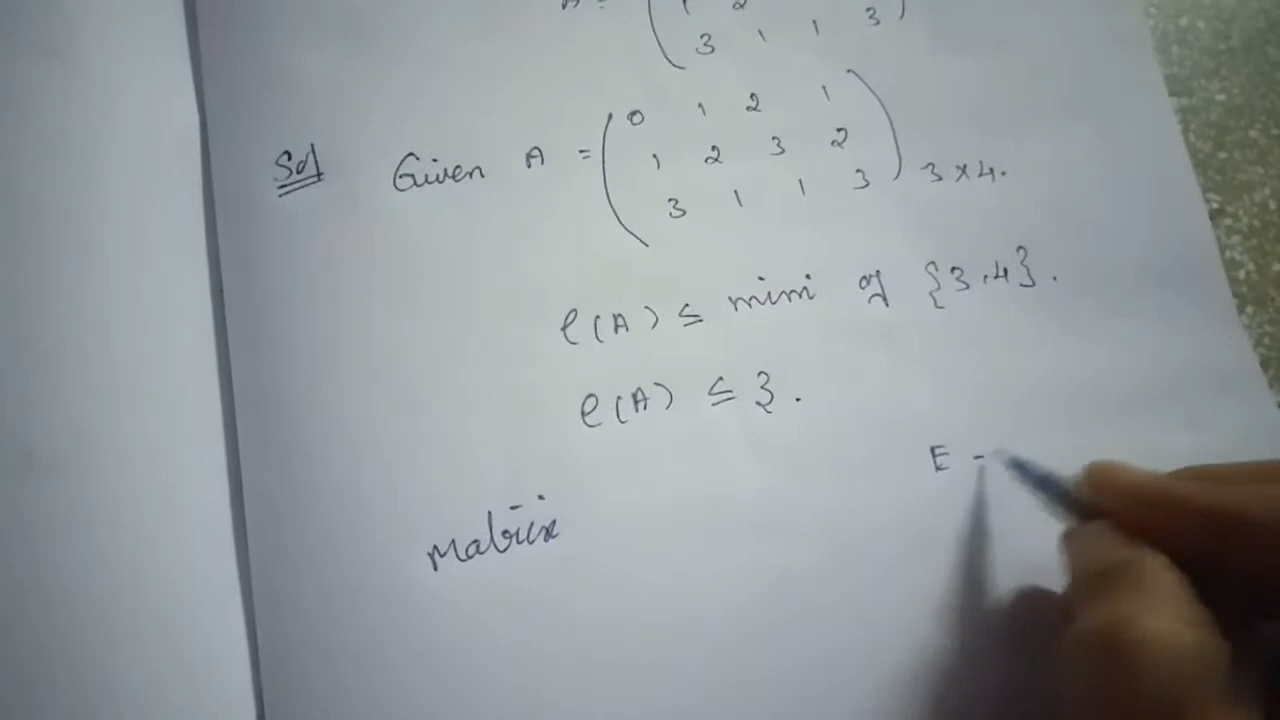 3 1 1 3
Sol Given A = 0 1 2 1
1 2 3 2
3 1 1 3 3 × 4.
ρ(A) ≤ mini of {3,4}.
ρ(A) ≤ 3.
E -
Matrix